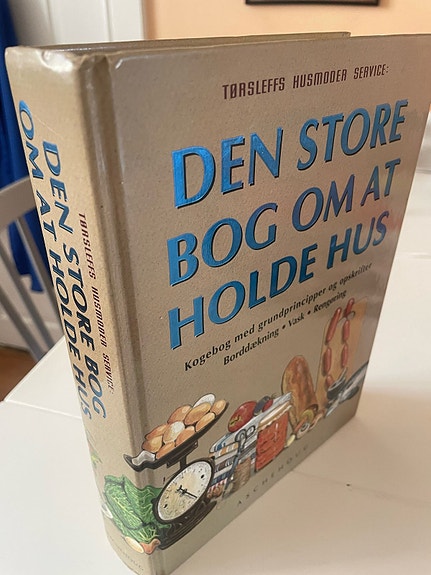 TØRSLEFFS HUSMODER SERVICE:
DEN STORE
BOG OM AT
HOLDE HUS
Kogebog med grundprincipper og opskrifter
Borddækning • Vask • Rengøring
ASCHEHOUG
TØRSLEFFS HUSMODER SERVICE:
DEN STORE BOG
OM AT HOLDE HUS